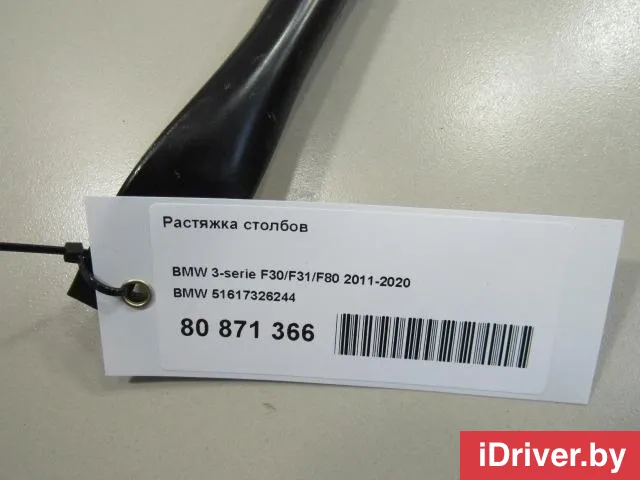 Растяжка столбов
BMW 3-serie F30/F31/F80 2011-2020
BMW 51617326244
80 871 366
iDriver.by